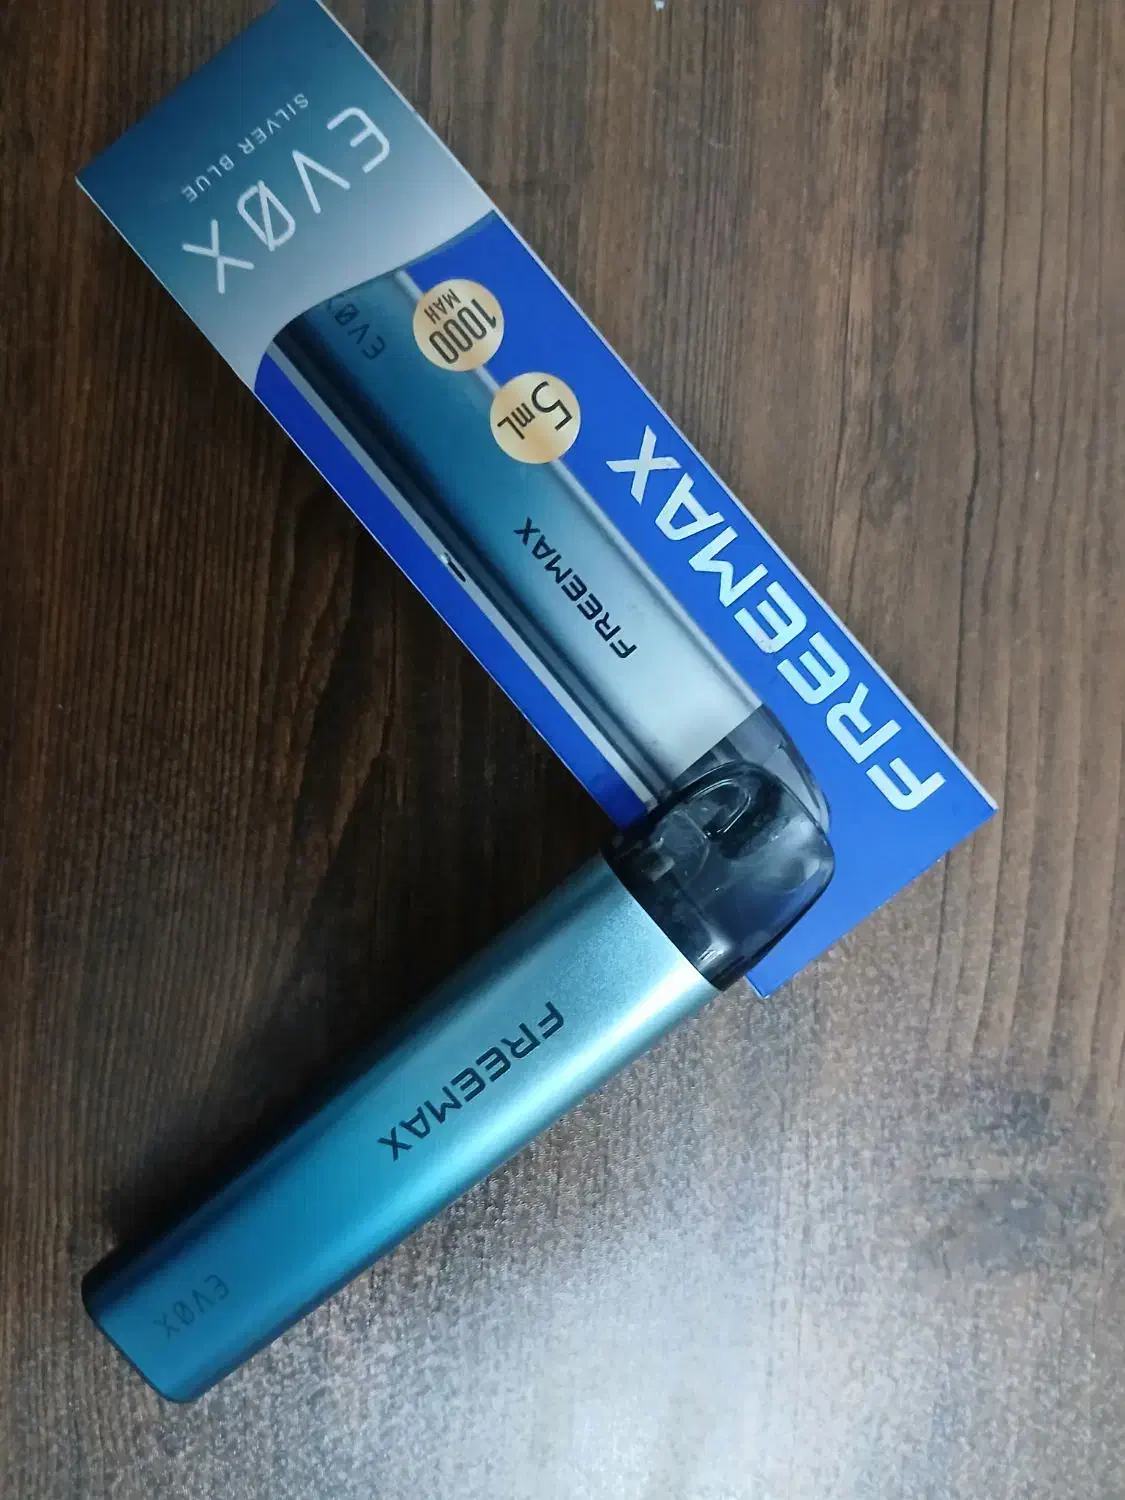 EVØX
SILVER BLUE
1000
MAH
5mL
EVØX
FREEMAX
FREEMAX
FREEMAX
EVØX